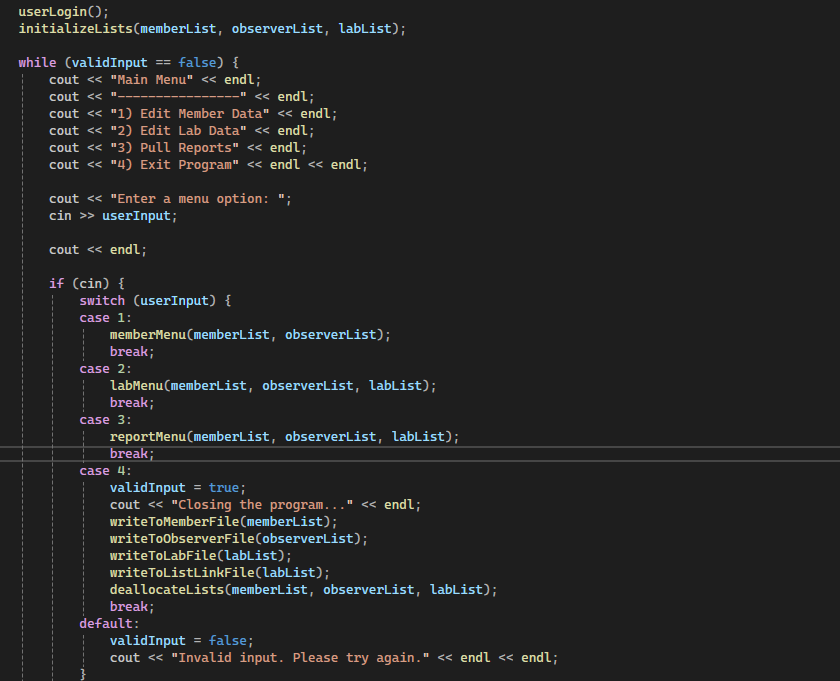 userLogin();
initializeLists(memberList, observerList, labList);
while (validInput == false) {
cout << "Main Menu" << endl;
cout << "----------------" << endl;
cout << "1) Edit Member Data" << endl;
cout << "2) Edit Lab Data" << endl;
cout << "3) Pull Reports" << endl;
cout << "4) Exit Program" << endl << endl;
cout << "Enter a menu option: ";
cin >> userInput;
cout << endl;
if (cin) {
switch (userInput) {
case 1:
memberMenu(memberList, observerList);
break;
case 2:
labMenu(memberList, observerList, labList);
break;
case 3:
reportMenu(memberList, observerList, labList);
break;
case 4:
validInput = true;
cout << "Closing the program..." << endl;
writeToMemberFile(memberList);
writeToObserverFile(observerList);
writeToLabFile(labList);
writeToListLinkFile(labList);
deallocateLists(memberList, observerList, labList);
break;
default:
validInput = false;
cout << "Invalid input. Please try again." << endl << endl;
}